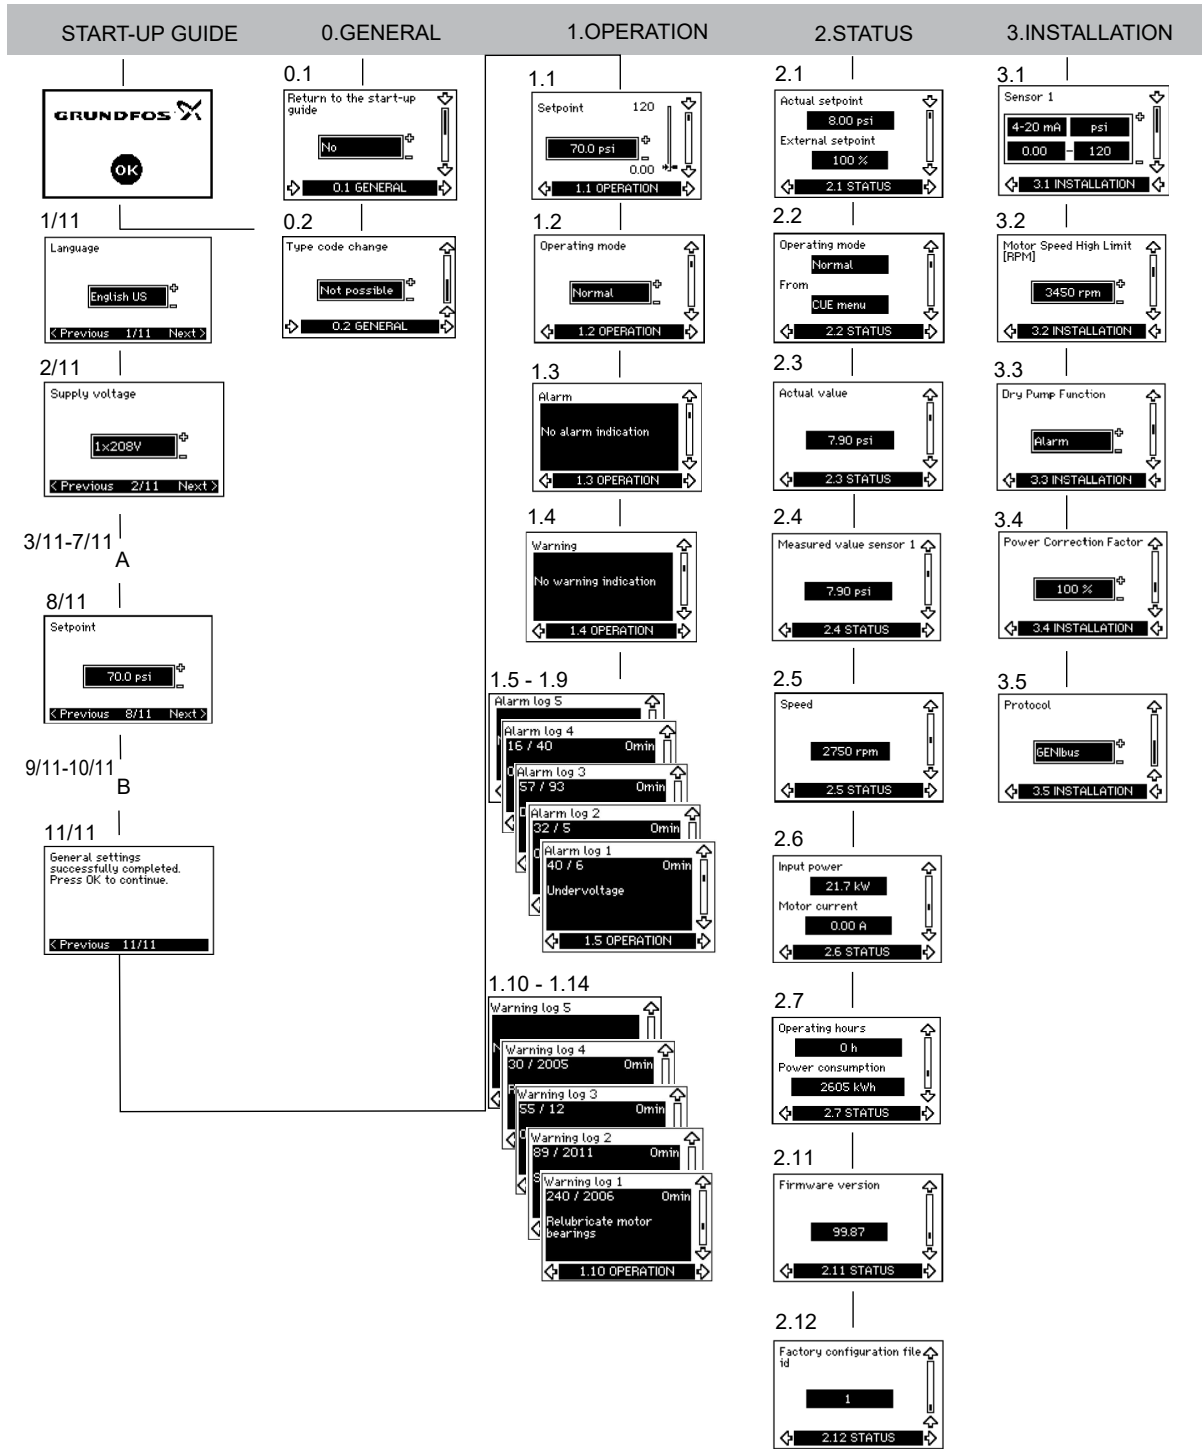 START-UP GUIDE
0.GENERAL
1.OPERATION
2.STATUS
3.INSTALLATION
GRUNDFOS
OK
1/11
Language
English US
+
-
< Previous 1/11 Next >
2/11
Supply voltage
1x208V
+
-
< Previous 2/11 Next >
3/11-7/11
A
8/11
Setpoint
70.0 psi
+
-
< Previous 8/11 Next >
9/11-10/11
B
11/11
General settings
successfully completed.
Press OK to continue.
< Previous 11/11
0.1
Return to the start-up
guide
No
+
-
0.1 GENERAL
0.2
Type code change
Not possible
+
-
0.2 GENERAL
1.1
Setpoint 120
70.0 psi
+
-
0.00
1.1 OPERATION
1.2
Operating mode
Normal
+
-
1.2 OPERATION
1.3
Alarm
No alarm indication
1.3 OPERATION
1.4
Warning
No warning indication
1.4 OPERATION
1.5 - 1.9
Alarm log 5
Alarm log 4
16 / 40 0min
Alarm log 3
57 / 93 0min
Alarm log 2
32 / 5 0min
Alarm log 1
40 / 6 0min
Undervoltage
1.5 OPERATION
1.10 - 1.14
Warning log 5
Warning log 4
30 / 2005 0min
Warning log 3
55 / 12 0min
Warning log 2
89 / 2011 0min
Warning log 1
240 / 2006 0min
Relubricate motor
bearings
1.10 OPERATION
2.1
Actual setpoint
8.00 psi
External setpoint
100 %
2.1 STATUS
2.2
Operating mode
Normal
From
CUE menu
2.2 STATUS
2.3
Actual value
7.90 psi
2.3 STATUS
2.4
Measured value sensor 1
7.90 psi
2.4 STATUS
2.5
Speed
2750 rpm
2.5 STATUS
2.6
Input power
21.7 kW
Motor current
0.00 A
2.6 STATUS
2.7
Operating hours
0 h
Power consumption
2605 kWh
2.7 STATUS
2.11
Firmware version
99.87
2.11 STATUS
2.12
Factory configuration file
id
1
2.12 STATUS
3.1
Sensor 1
4-20 mA psi
0.00 - 120
+
-
3.1 INSTALLATION
3.2
Motor Speed High Limit
[RPM]
3450 rpm
+
-
3.2 INSTALLATION
3.3
Dry Pump Function
Alarm
+
-
3.3 INSTALLATION
3.4
Power Correction Factor
100 %
+
-
3.4 INSTALLATION
3.5
Protocol
GENIbus
+
-
3.5 INSTALLATION